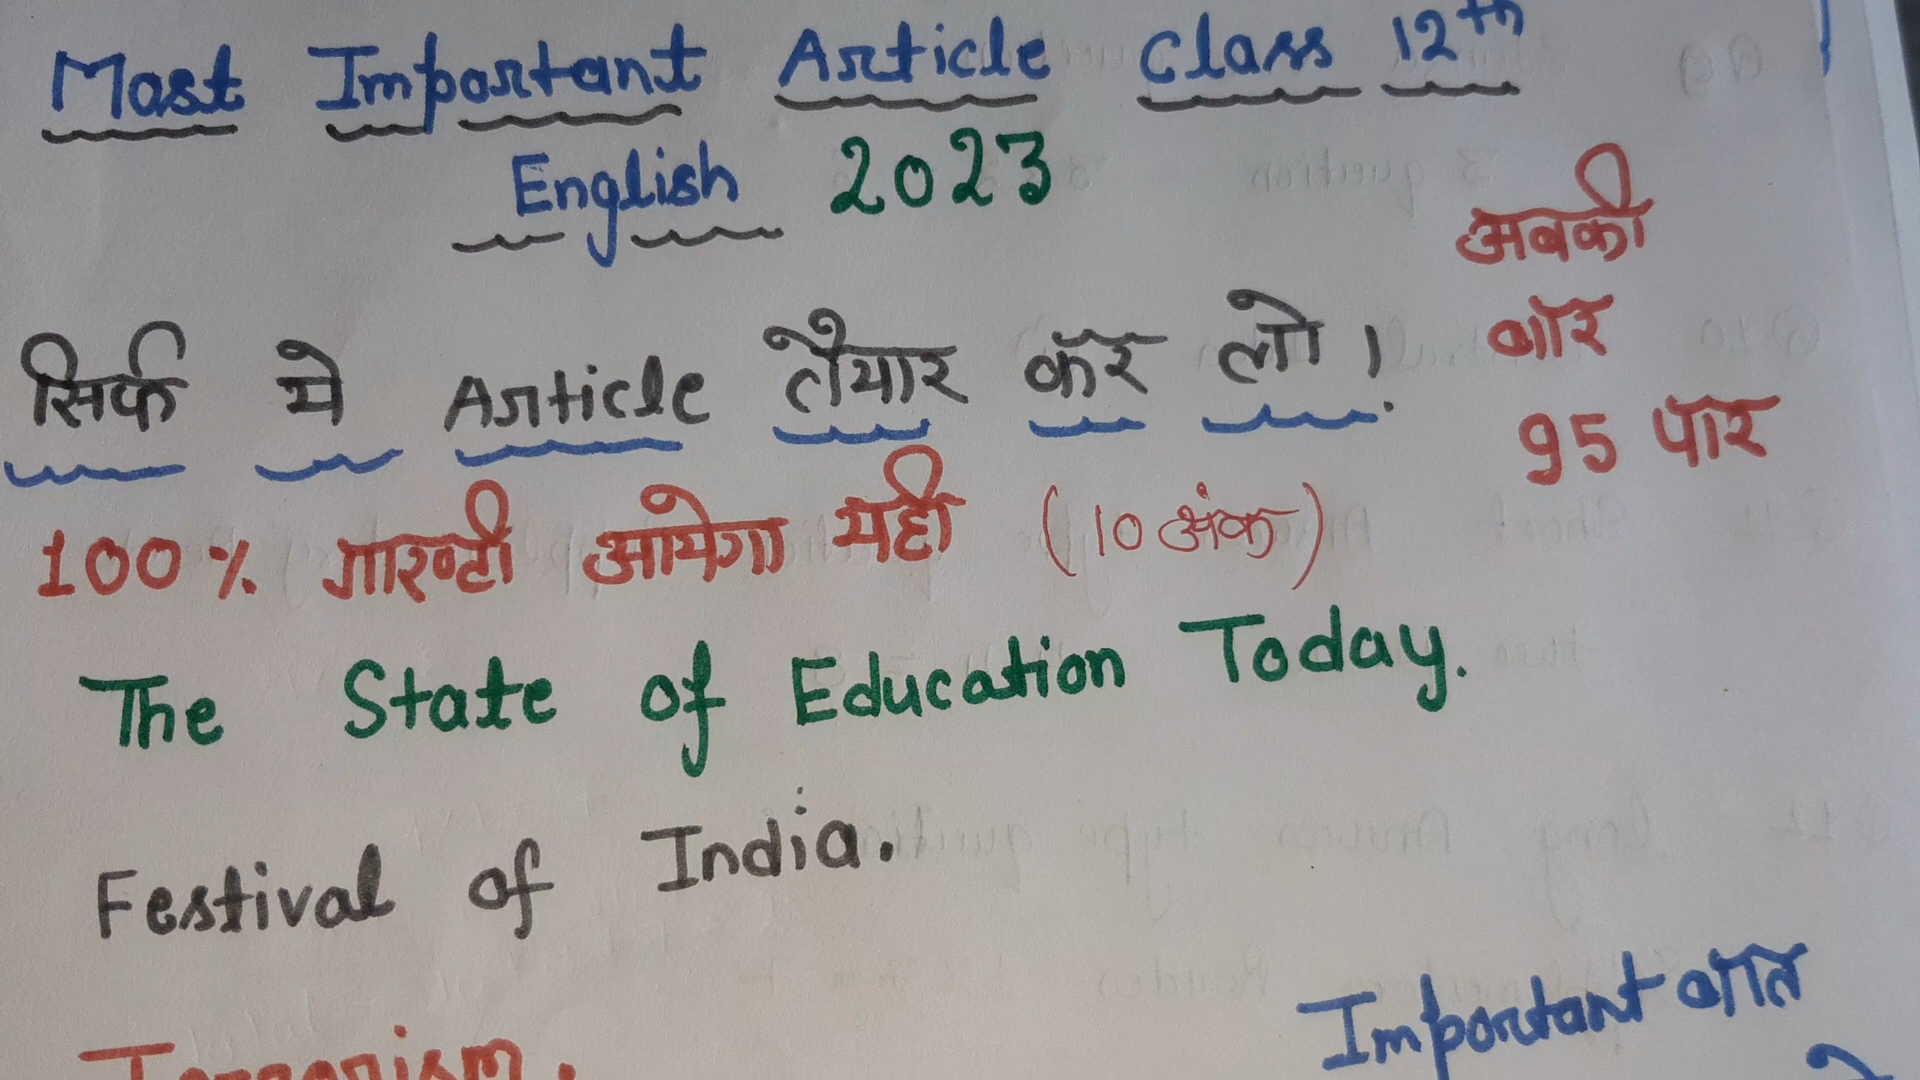 Most Important Article Class 12th
English 2023
अबकी
बार
95 पार
सिर्फ ये Article तैयार कर लो।
100% गारण्टी आयेगा यही (10 अंक)
The State of Education Today.
Festival of India.
Important बात
Terrorism.